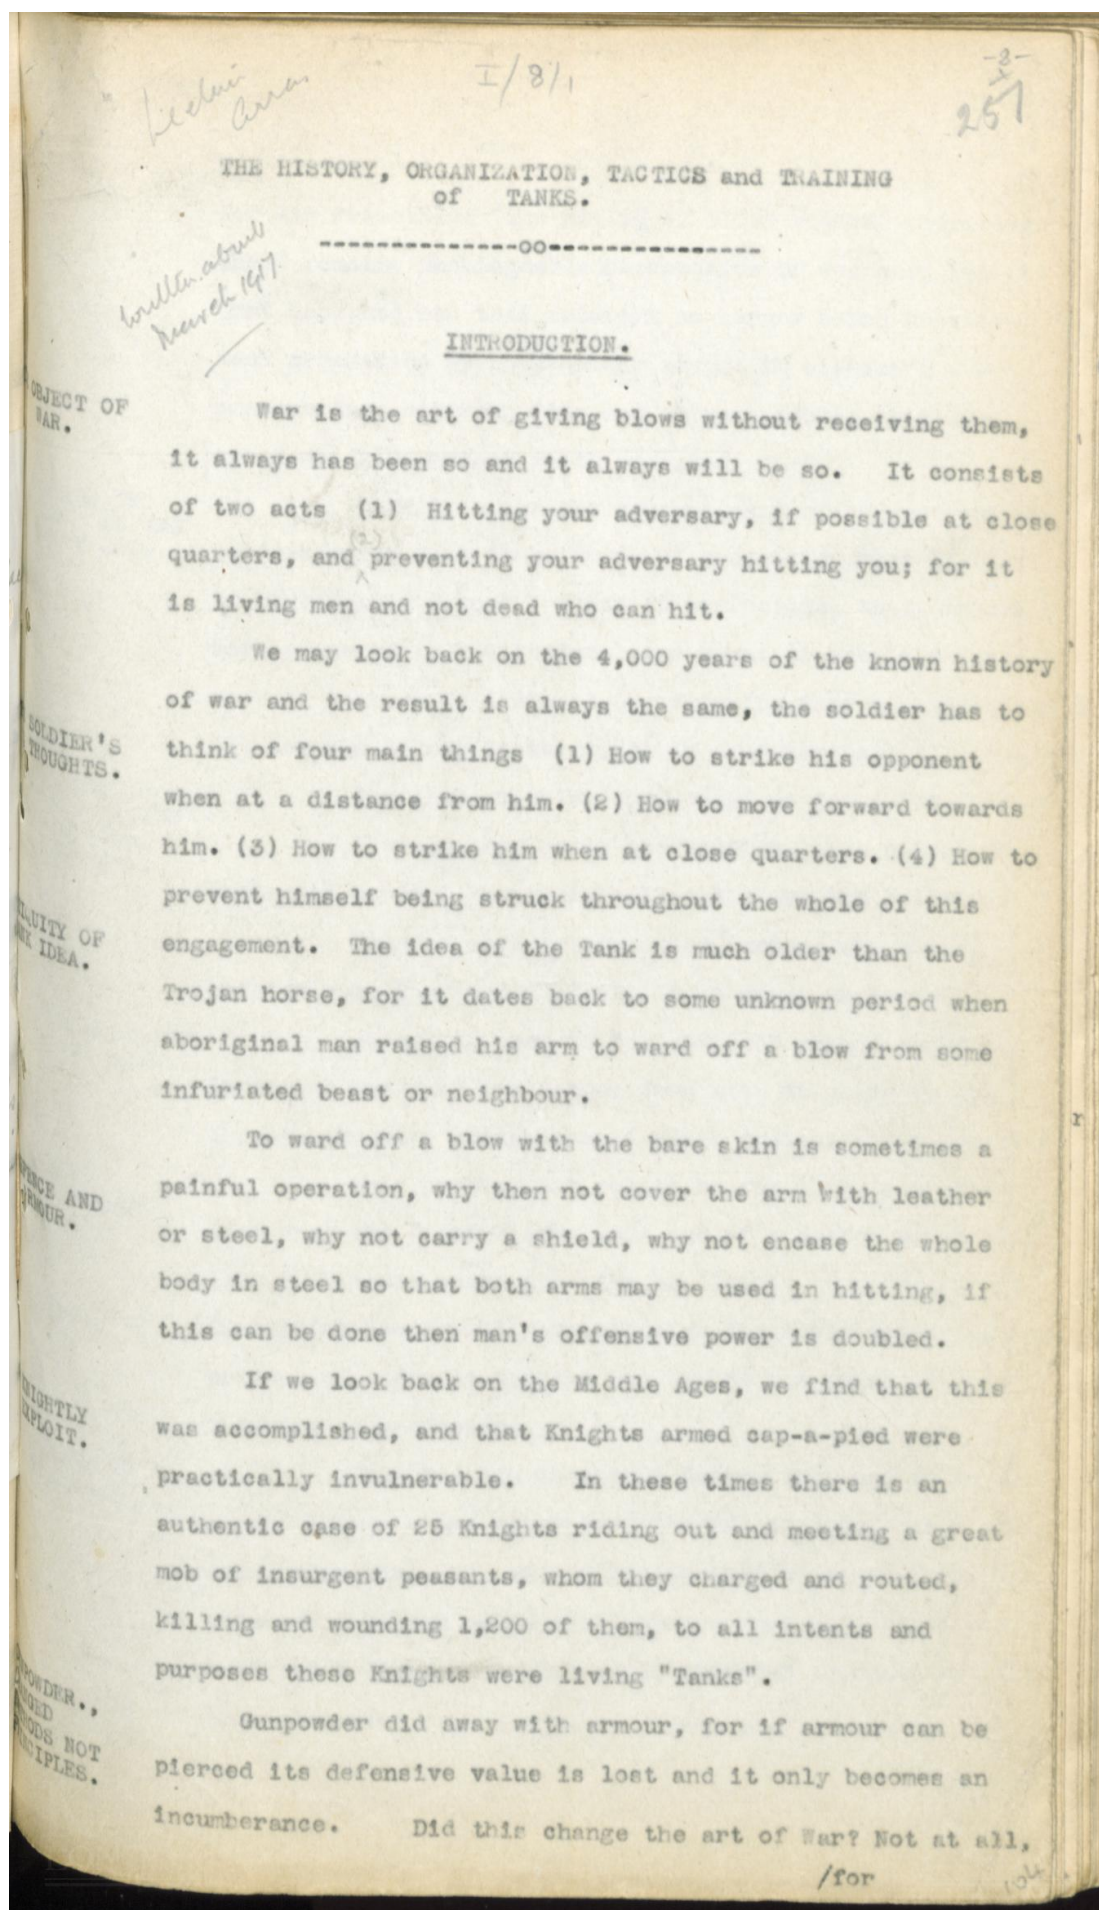 I/8/1
-8-
251
THE HISTORY, ORGANIZATION, TACTICS and TRAINING
of TANKS.
---------------oo----------------
written about
March 1917.
INTRODUCTION.
OBJECT OF
WAR.
War is the art of giving blows without receiving them,
it always has been so and it always will be so. It consists
of two acts (1) Hitting your adversary, if possible at close
quarters, and (2) preventing your adversary hitting you; for it
is living men and not dead who can hit.
We may look back on the 4,000 years of the known history
of war and the result is always the same, the soldier has to
SOLDIER'S
THOUGHTS.
think of four main things (1) How to strike his opponent
when at a distance from him. (2) How to move forward towards
him. (3) How to strike him when at close quarters. (4) How to
prevent himself being struck throughout the whole of this
IQUITY OF
NK IDEA.
engagement. The idea of the Tank is much older than the
Trojan horse, for it dates back to some unknown period when
aboriginal man raised his arm to ward off a blow from some
infuriated beast or neighbour.
To ward off a blow with the bare skin is sometimes a
FENCE AND
RMOUR.
painful operation, why then not cover the arm with leather
or steel, why not carry a shield, why not encase the whole
body in steel so that both arms may be used in hitting, if
this can be done then man's offensive power is doubled.
NIGHTLY
XPLOIT.
If we look back on the Middle Ages, we find that this
was accomplished, and that Knights armed cap-a-pied were
practically invulnerable. In these times there is an
authentic case of 25 Knights riding out and meeting a great
mob of insurgent peasants, whom they charged and routed,
killing and wounding 1,200 of them, to all intents and
purposes these Knights were living "Tanks".
NPOWDER.,
NGED
HODS NOT
NCIPLES.
Gunpowder did away with armour, for if armour can be
pierced its defensive value is lost and it only becomes an
incumberance. Did this change the art of War? Not at all,
/for
104